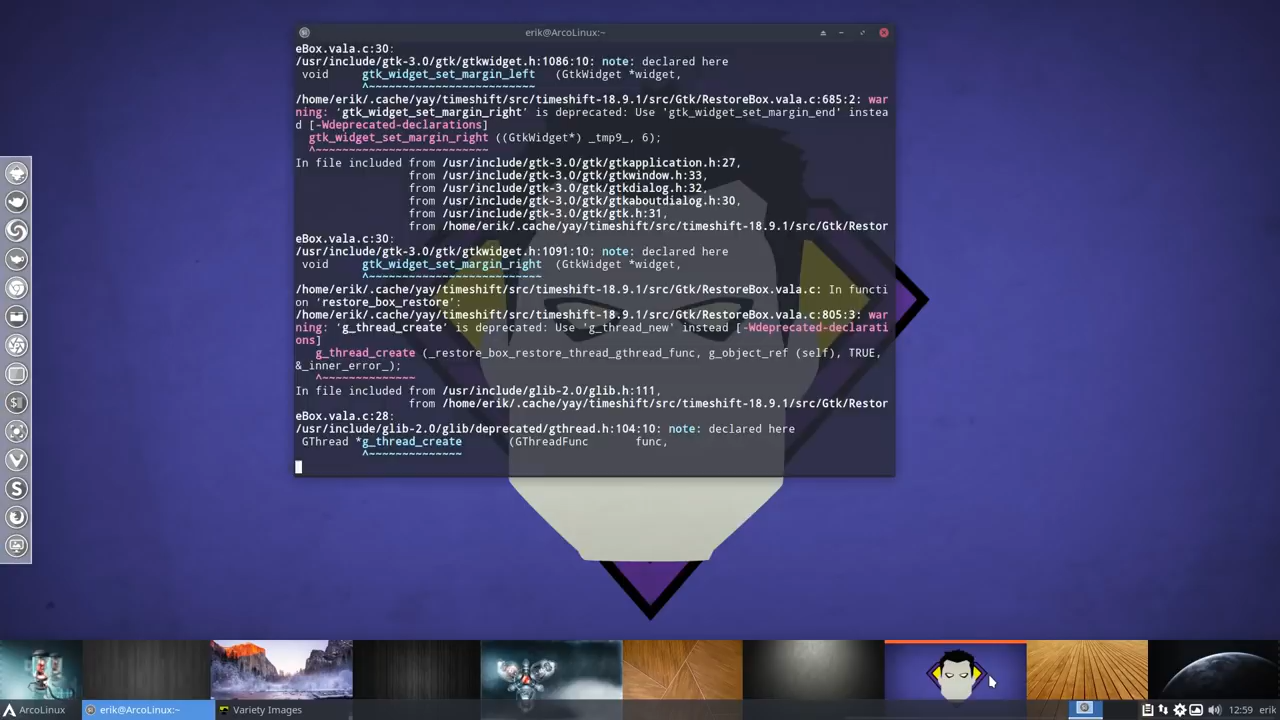 erik@ArcoLinux:~
eBox.vala.c:30:
/usr/include/gtk-3.0/gtk/gtkwidget.h:1086:10: note: declared here
void    gtk_widget_set_margin_left   (GtkWidget *widget,
^~~~~~~~~~~~~~~~~~~~~~~~~~
/home/erik/.cache/yay/timeshift/src/timeshift-18.9.1/src/Gtk/RestoreBox.vala.c:685:2: war
ning: ‘gtk_widget_set_margin_right’ is deprecated: Use 'gtk_widget_set_margin_end' instea
d [-Wdeprecated-declarations]
gtk_widget_set_margin_right ((GtkWidget*) _tmp9_, 6);
^~~~~~~~~~~~~~~~~~~~~~~~~~~
In file included from /usr/include/gtk-3.0/gtk/gtkapplication.h:27,
from /usr/include/gtk-3.0/gtk/gtkwindow.h:33,
from /usr/include/gtk-3.0/gtk/gtkdialog.h:32,
from /usr/include/gtk-3.0/gtk/gtkaboutdialog.h:30,
from /usr/include/gtk-3.0/gtk/gtk.h:31,
from /home/erik/.cache/yay/timeshift/src/timeshift-18.9.1/src/Gtk/Restor
eBox.vala.c:30:
/usr/include/gtk-3.0/gtk/gtkwidget.h:1091:10: note: declared here
void    gtk_widget_set_margin_right  (GtkWidget *widget,
^~~~~~~~~~~~~~~~~~~~~~~~~~~
/home/erik/.cache/yay/timeshift/src/timeshift-18.9.1/src/Gtk/RestoreBox.vala.c: In functi
on ‘restore_box_restore’:
/home/erik/.cache/yay/timeshift/src/timeshift-18.9.1/src/Gtk/RestoreBox.vala.c:805:3: war
ning: ‘g_thread_create’ is deprecated: Use 'g_thread_new' instead [-Wdeprecated-declarati
ons]
g_thread_create (_restore_box_restore_thread_gthread_func, g_object_ref (self), TRUE,
&_inner_error_);
^~~~~~~~~~~~~~~
In file included from /usr/include/glib-2.0/glib.h:111,
from /home/erik/.cache/yay/timeshift/src/timeshift-18.9.1/src/Gtk/Restor
eBox.vala.c:28:
/usr/include/glib-2.0/glib/deprecated/gthread.h:104:10: note: declared here
GThread *g_thread_create       (GThreadFunc       func,
^~~~~~~~~~~~~~~
ArcoLinux
erik@ArcoLinux:~
Variety Images
12:59
erik